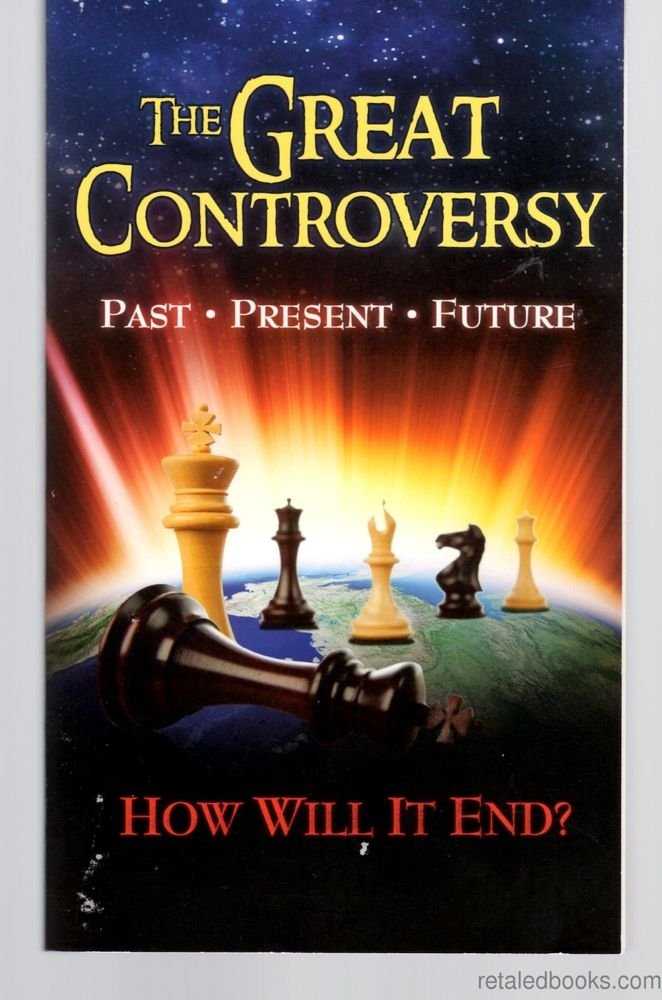 THE GREAT
CONTROVERSY
PAST • PRESENT • FUTURE
HOW WILL IT END?
retaledbooks.com